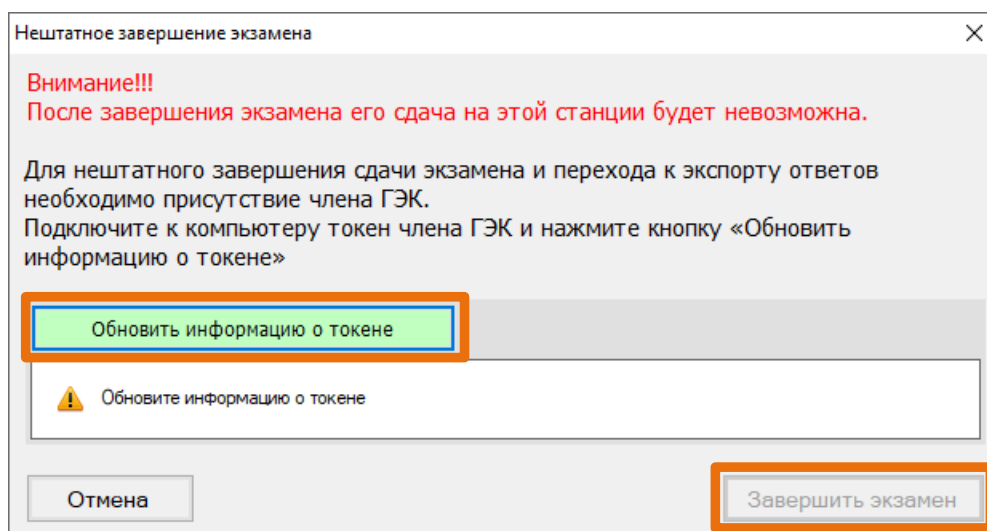 Нештатное завершение экзамена
Внимание!!!
После завершения экзамена его сдача на этой станции будет невозможна.
Для нештатного завершения сдачи экзамена и перехода к экспорту ответов
необходимо присутствие члена ГЭК.
Подключите к компьютеру токен члена ГЭК и нажмите кнопку «Обновить
информацию о токене»
Обновить информацию о токене
Обновите информацию о токене
Отмена
Завершить экзамен